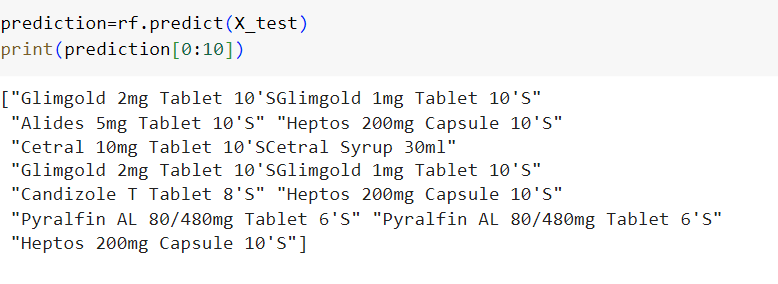 prediction=rf.predict(X_test)
print(prediction[0:10])
["Glimgold 2mg Tablet 10'SGlimgold 1mg Tablet 10'S"
"Alides 5mg Tablet 10'S" "Heptos 200mg Capsule 10'S"
"Cetral 10mg Tablet 10'SCetral Syrup 30ml"
"Glimgold 2mg Tablet 10'SGlimgold 1mg Tablet 10'S"
"Candizole T Tablet 8'S" "Heptos 200mg Capsule 10'S"
"Pyralfin AL 80/480mg Tablet 6'S" "Pyralfin AL 80/480mg Tablet 6'S"
"Heptos 200mg Capsule 10'S"]